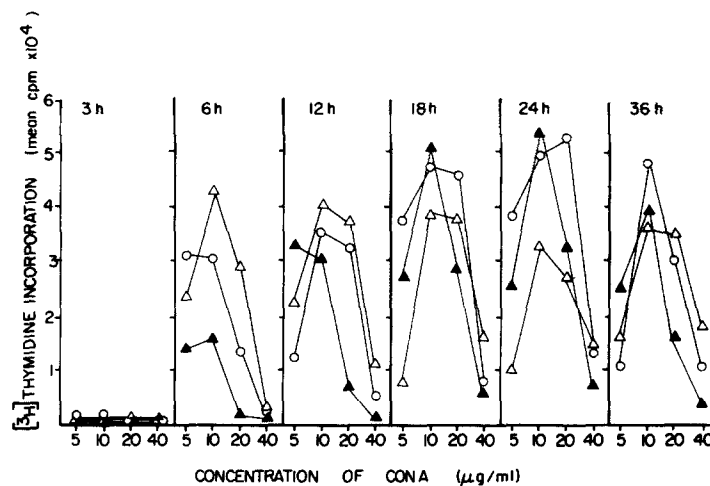 [3H] THYMIDINE INCORPORATION (mean cpm x10⁴)
6
5
4
3
2
1
3 h
6h
12 h
18 h
24 h
36 h
5 10 20 40
5 10 20 40
5 10 20 40
5 10 20 40
5 10 20 40
5 10 20 40
CONCENTRATION OF CON A (μg/ml)